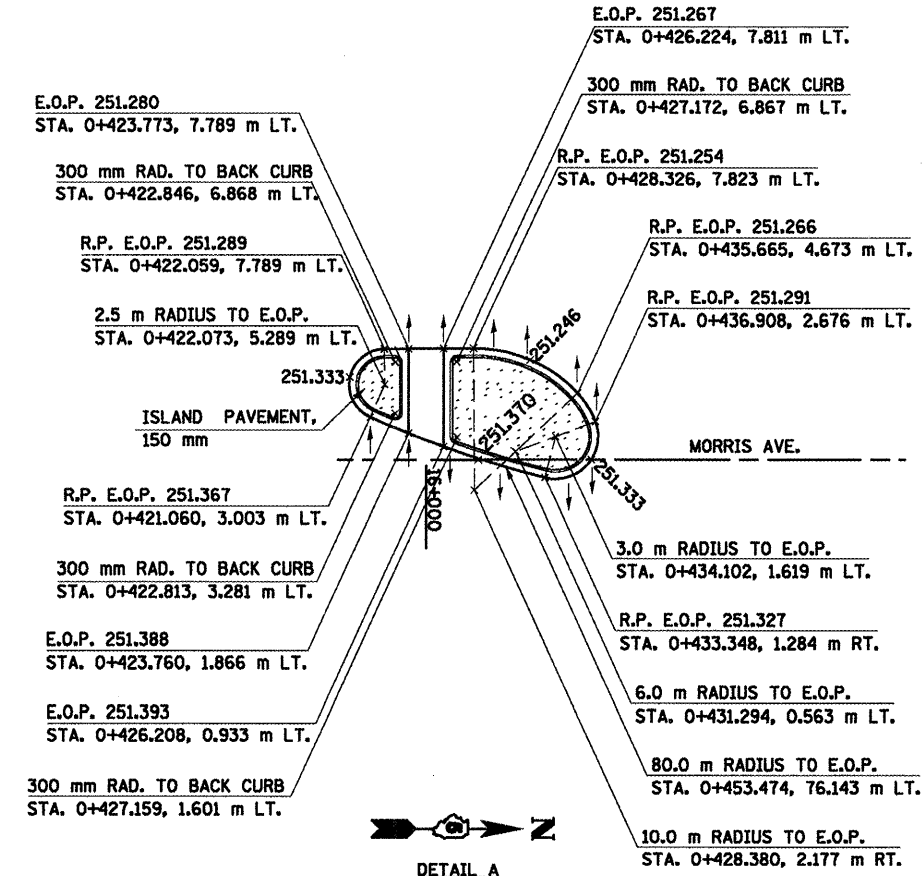 E.O.P. 251.267
STA. 0+426.224, 7.811 m LT.
E.O.P. 251.280
STA. 0+423.773, 7.789 m LT.
300 mm RAD. TO BACK CURB
STA. 0+427.172, 6.867 m LT.
300 mm RAD. TO BACK CURB
STA. 0+422.846, 6.868 m LT.
R.P. E.O.P. 251.254
STA. 0+428.326, 7.823 m LT.
R.P. E.O.P. 251.289
STA. 0+422.059, 7.789 m LT.
R.P. E.O.P. 251.266
STA. 0+435.665, 4.673 m LT.
2.5 m RADIUS TO E.O.P.
STA. 0+422.073, 5.289 m LT.
R.P. E.O.P. 251.291
STA. 0+436.908, 2.676 m LT.
251.246
251.333
ISLAND PAVEMENT,
150 mm
251.370
MORRIS AVE.
251.333
16+000
R.P. E.O.P. 251.367
STA. 0+421.060, 3.003 m LT.
3.0 m RADIUS TO E.O.P.
STA. 0+434.102, 1.619 m LT.
300 mm RAD. TO BACK CURB
STA. 0+422.813, 3.281 m LT.
R.P. E.O.P. 251.327
STA. 0+433.348, 1.284 m RT.
E.O.P. 251.388
STA. 0+423.760, 1.866 m LT.
6.0 m RADIUS TO E.O.P.
STA. 0+431.294, 0.563 m LT.
E.O.P. 251.393
STA. 0+426.208, 0.933 m LT.
80.0 m RADIUS TO E.O.P.
STA. 0+453.474, 76.143 m LT.
300 mm RAD. TO BACK CURB
STA. 0+427.159, 1.601 m LT.
10.0 m RADIUS TO E.O.P.
STA. 0+428.380, 2.177 m RT.
N
DETAIL A